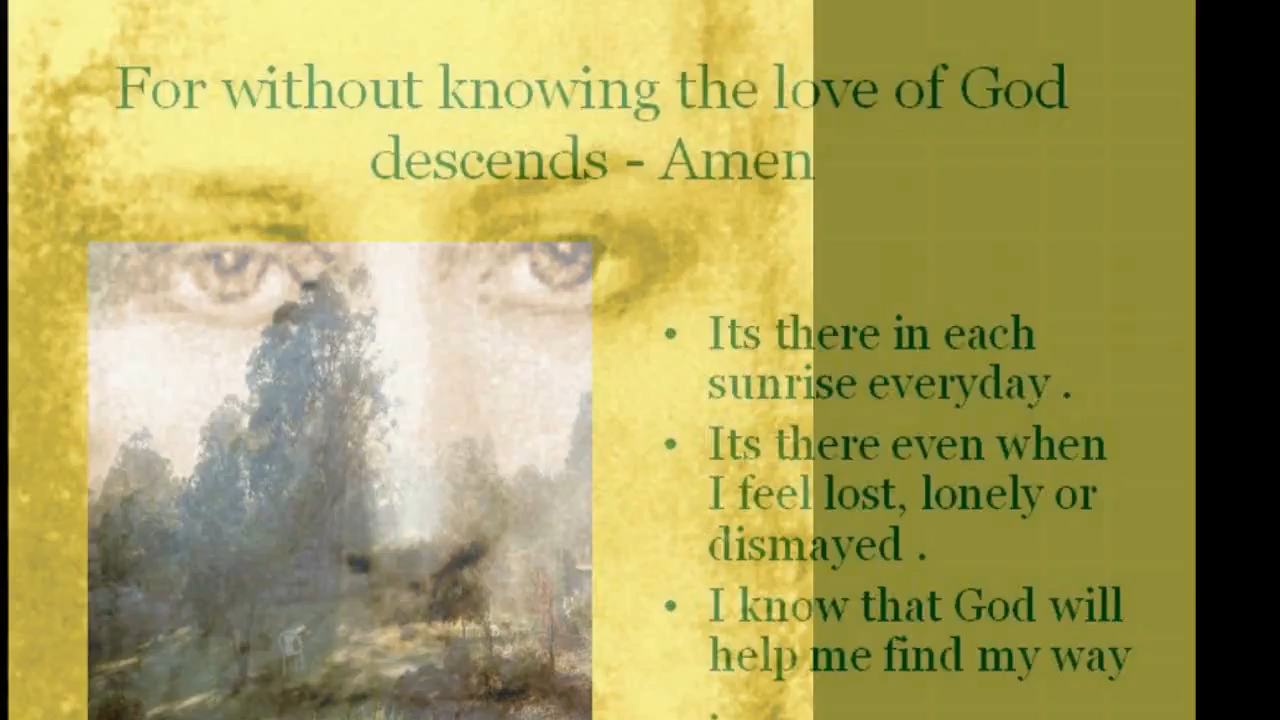 For without knowing the love of God
descends - Amen
• Its there in each
sunrise everyday .
• Its there even when
I feel lost, lonely or
dismayed .
• I know that God will
help me find my way